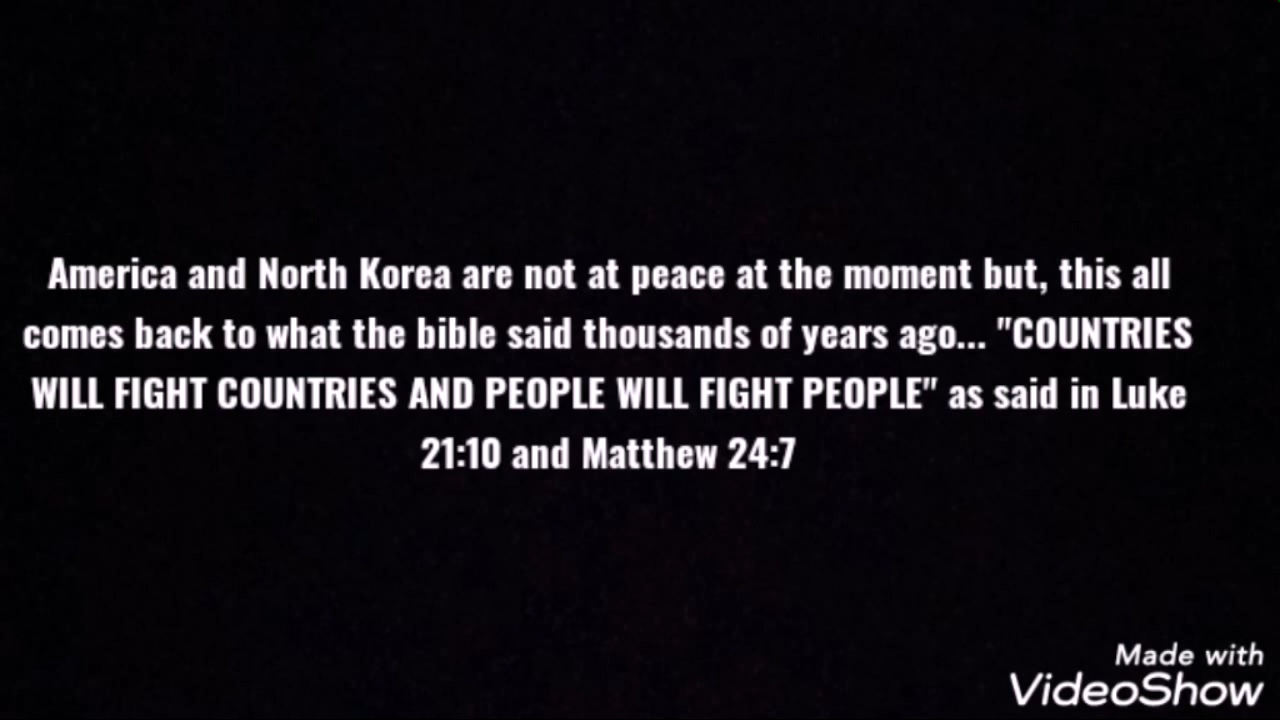 America and North Korea are not at peace at the moment but, this all
comes back to what the bible said thousands of years ago... "COUNTRIES
WILL FIGHT COUNTRIES AND PEOPLE WILL FIGHT PEOPLE" as said in Luke
21:10 and Matthew 24:7
Made with
VideoShow